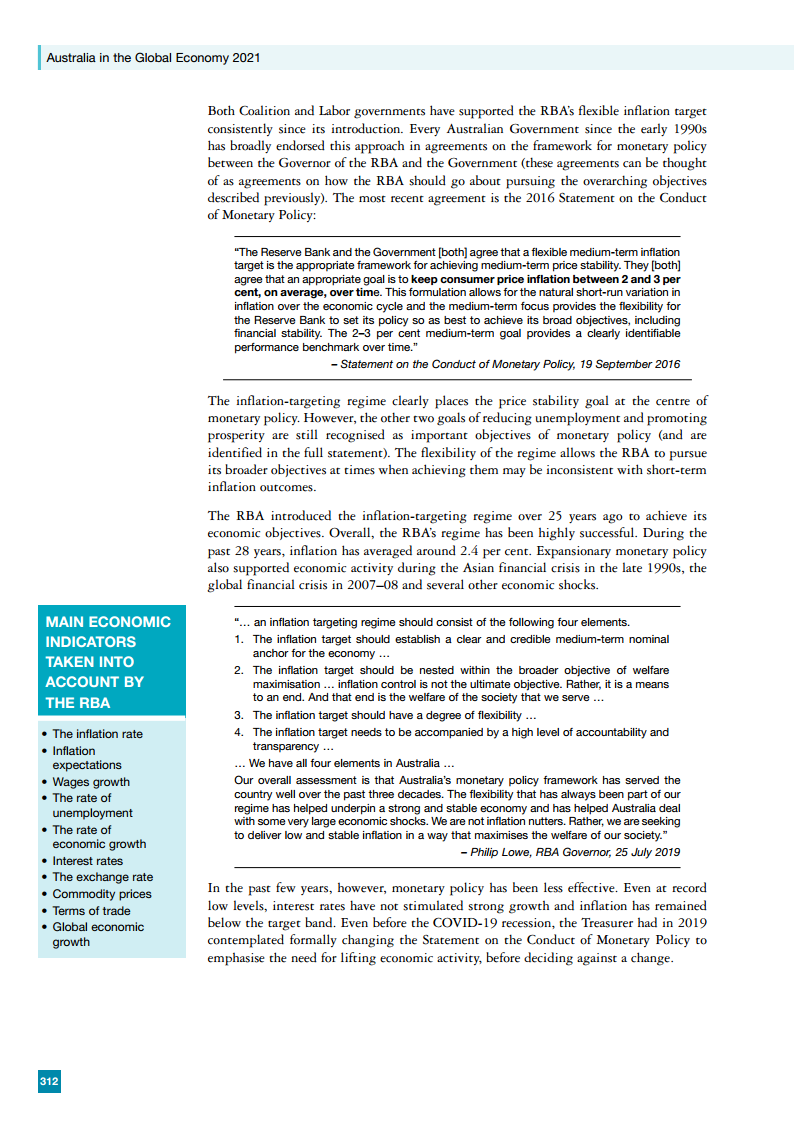 Australia in the Global Economy 2021
Both Coalition and Labor governments have supported the RBA's flexible inflation target
consistently since its introduction. Every Australian Government since the early 1990s
has broadly endorsed this approach in agreements on the framework for monetary policy
between the Governor of the RBA and the Government (these agreements can be thought
of as agreements on how the RBA should go about pursuing the overarching objectives
described previously). The most recent agreement is the 2016 Statement on the Conduct
of Monetary Policy:
“The Reserve Bank and the Government [both] agree that a flexible medium-term inflation
target is the appropriate framework for achieving medium-term price stability. They [both]
agree that an appropriate goal is to keep consumer price inflation between 2 and 3 per
cent, on average, over time. This formulation allows for the natural short-run variation in
inflation over the economic cycle and the medium-term focus provides the flexibility for
the Reserve Bank to set its policy so as best to achieve its broad objectives, including
financial stability. The 2–3 per cent medium-term goal provides a clearly identifiable
performance benchmark over time.”
– Statement on the Conduct of Monetary Policy, 19 September 2016
The inflation-targeting regime clearly places the price stability goal at the centre of
monetary policy. However, the other two goals of reducing unemployment and promoting
prosperity are still recognised as important objectives of monetary policy (and are
identified in the full statement). The flexibility of the regime allows the RBA to pursue
its broader objectives at times when achieving them may be inconsistent with short-term
inflation outcomes.
The RBA introduced the inflation-targeting regime over 25 years ago to achieve its
economic objectives. Overall, the RBA's regime has been highly successful. During the
past 28 years, inflation has averaged around 2.4 per cent. Expansionary monetary policy
also supported economic activity during the Asian financial crisis in the late 1990s, the
global financial crisis in 2007–08 and several other economic shocks.
MAIN ECONOMIC
INDICATORS
TAKEN INTO
ACCOUNT BY
THE RBA
• The inflation rate
• Inflation
expectations
• Wages growth
• The rate of
unemployment
• The rate of
economic growth
• Interest rates
• The exchange rate
• Commodity prices
• Terms of trade
• Global economic
growth
“… an inflation targeting regime should consist of the following four elements.
1. The inflation target should establish a clear and credible medium-term nominal
anchor for the economy …
2. The inflation target should be nested within the broader objective of welfare
maximisation … inflation control is not the ultimate objective. Rather, it is a means
to an end. And that end is the welfare of the society that we serve …
3. The inflation target should have a degree of flexibility …
4. The inflation target needs to be accompanied by a high level of accountability and
transparency …
… We have all four elements in Australia …
Our overall assessment is that Australia's monetary policy framework has served the
country well over the past three decades. The flexibility that has always been part of our
regime has helped underpin a strong and stable economy and has helped Australia deal
with some very large economic shocks. We are not inflation nutters. Rather, we are seeking
to deliver low and stable inflation in a way that maximises the welfare of our society.”
– Philip Lowe, RBA Governor, 25 July 2019
In the past few years, however, monetary policy has been less effective. Even at record
low levels, interest rates have not stimulated strong growth and inflation has remained
below the target band. Even before the COVID-19 recession, the Treasurer had in 2019
contemplated formally changing the Statement on the Conduct of Monetary Policy to
emphasise the need for lifting economic activity, before deciding against a change.
312